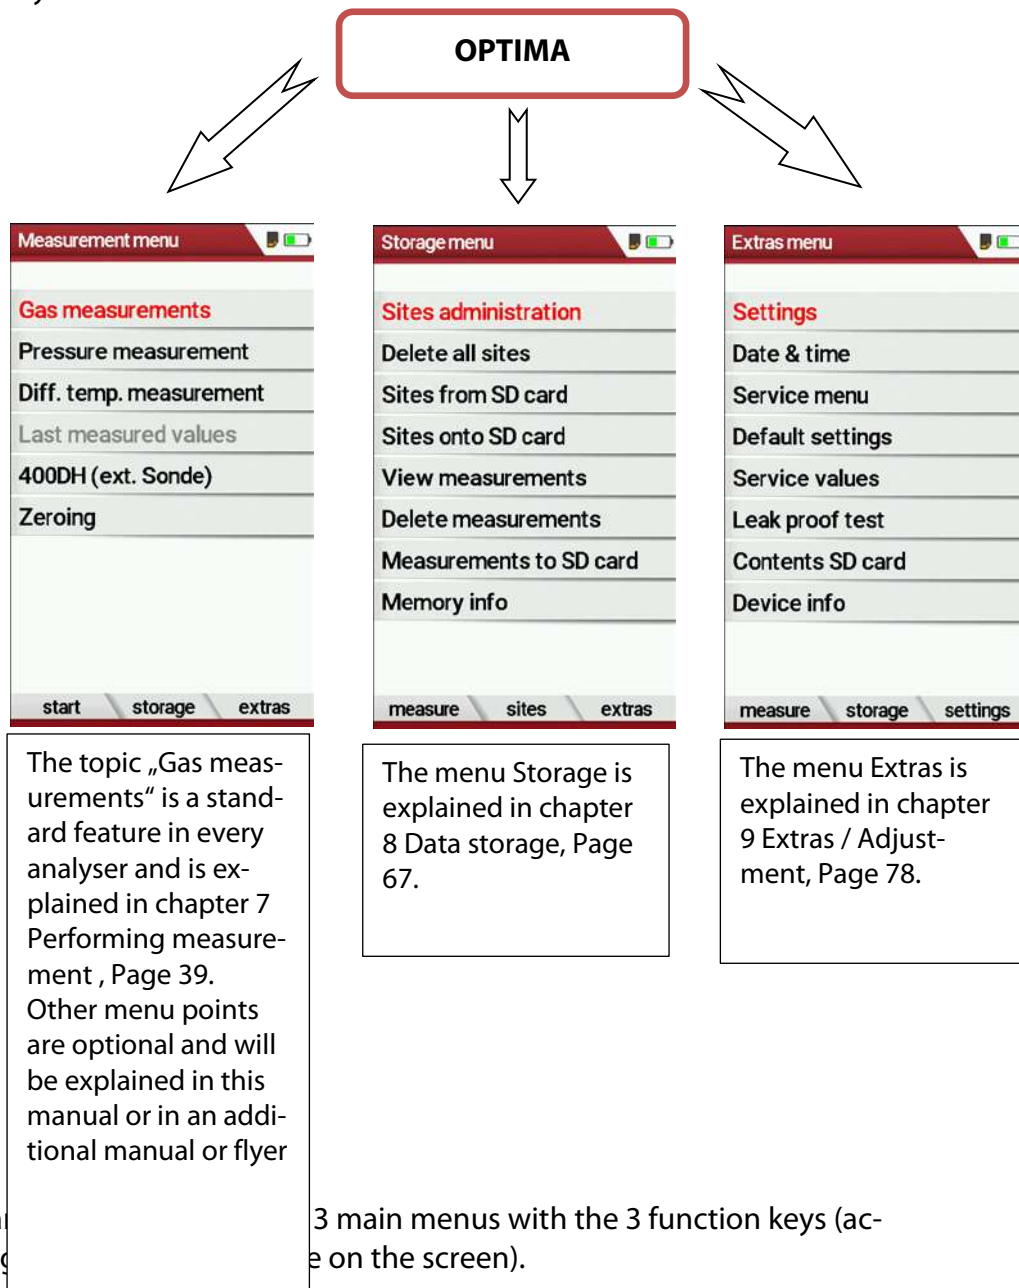 OPTIMA
Measurement menu
Gas measurements
Pressure measurement
Diff. temp. measurement
Last measured values
400DH (ext. Sonde)
Zeroing
start storage extras
The topic „Gas meas-
urements“ is a stand-
ard feature in every
analyser and is ex-
plained in chapter 7
Performing measure-
ment , Page 39.
Other menu points
are optional and will
be explained in this
manual or in an addi-
tional manual or flyer
Storage menu
Sites administration
Delete all sites
Sites from SD card
Sites onto SD card
View measurements
Delete measurements
Measurements to SD card
Memory info
measure sites extras
The menu Storage is
explained in chapter
8 Data storage, Page
67.
Extras menu
Settings
Date & time
Service menu
Default settings
Service values
Leak proof test
Contents SD card
Device info
measure storage settings
The menu Extras is
explained in chapter
9 Extras / Adjust-
ment, Page 78.
3 main menus with the 3 function keys (ac-
on the screen).